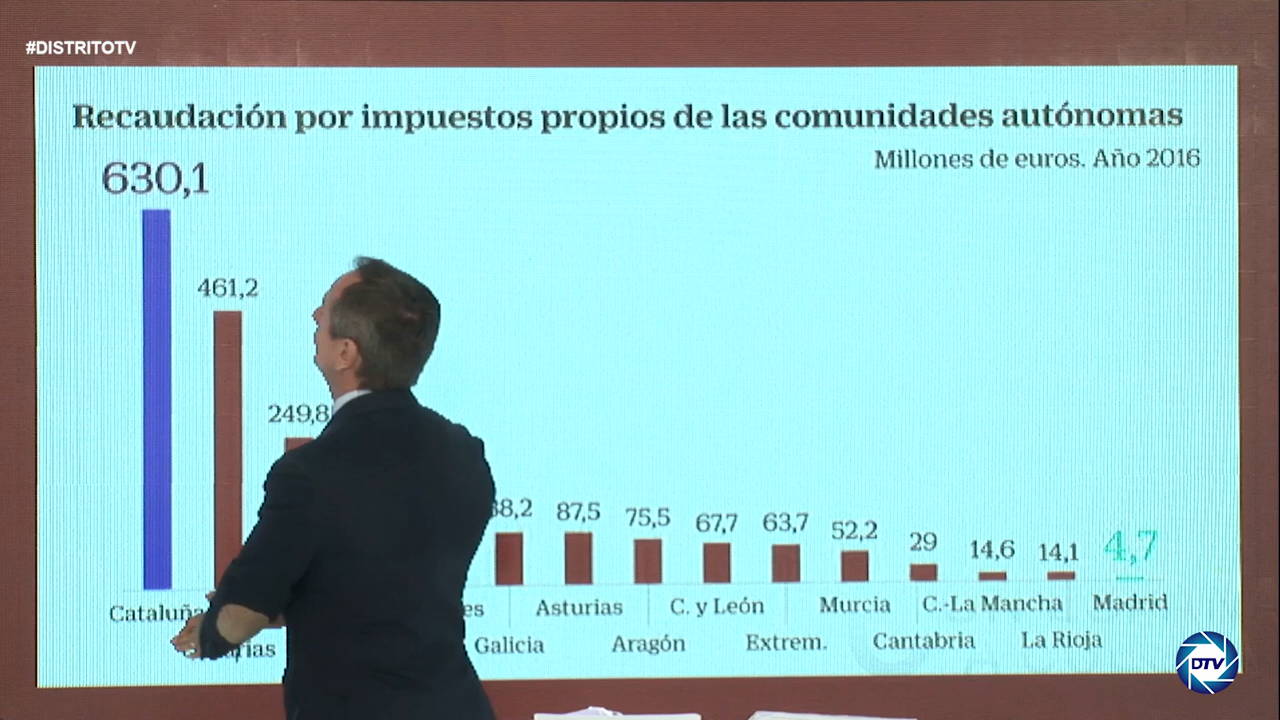 #DISTRITOTV
Recaudación por impuestos propios de las comunidades autónomas
Millones de euros. Año 2016
630,1
461,2
249,8
87,5
75,5
67,7
63,7
52,2
29
14,6
14,1
4,7
Cataluña
Asturias
C. y León
Murcia
C.-La Mancha
Madrid
Galicia
Aragón
Extrem.
Cantabria
La Rioja
DTV